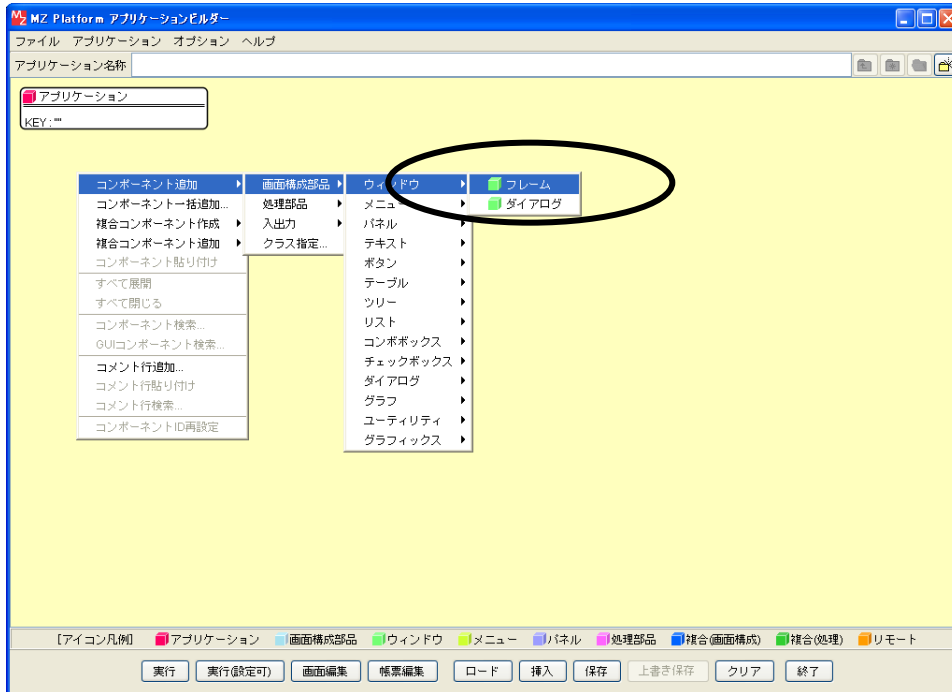 MZ Platform アプリケーションビルダー
ファイル アプリケーション オプション ヘルプ
アプリケーション名称
アプリケーション
KEY : ""
コンポーネント追加
コンポーネント一括追加...
複合コンポーネント作成
複合コンポーネント追加
コンポーネント貼り付け
すべて展開
すべて閉じる
コンポーネント検索...
GUIコンポーネント検索...
コメント行追加...
コメント行貼り付け
コメント行検索...
コンポーネントID再設定
画面構成部品
処理部品
入出力
クラス指定...
ウィンドウ
メニュー
パネル
テキスト
ボタン
テーブル
ツリー
リスト
コンボボックス
チェックボックス
ダイアログ
グラフ
ユーティリティ
グラフィックス
フレーム
ダイアログ
[アイコン凡例] アプリケーション 画面構成部品 ウィンドウ メニュー パネル 処理部品 複合(画面構成) 複合(処理) リモート
実行 実行(設定可) 画面編集 帳票編集 ロード 挿入 保存 上書き保存 クリア 終了